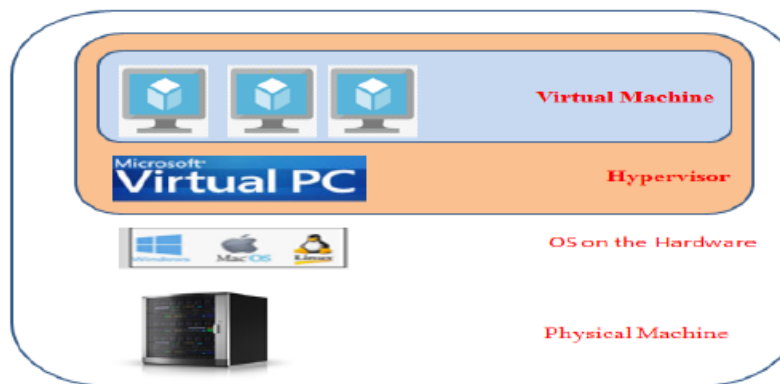 Virtual Machine
Microsoft®
Virtual PC
Hypervisor
Windows Mac OS Linux
OS on the Hardware
Physical Machine